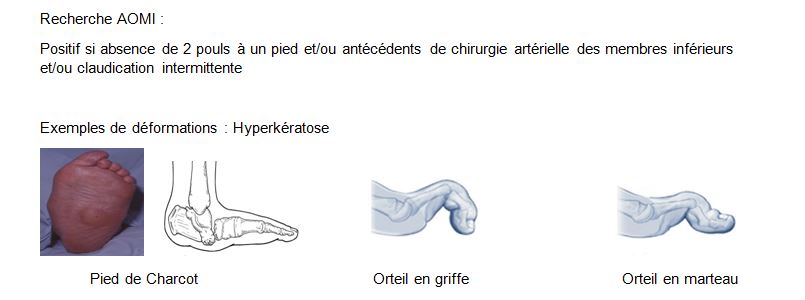 Recherche AOMI :
Positif si absence de 2 pouls à un pied et/ou antécédents de chirurgie artérielle des membres inférieurs
et/ou claudication intermittente
Exemples de déformations : Hyperkératose
Pied de Charcot
Orteil en griffe
Orteil en marteau